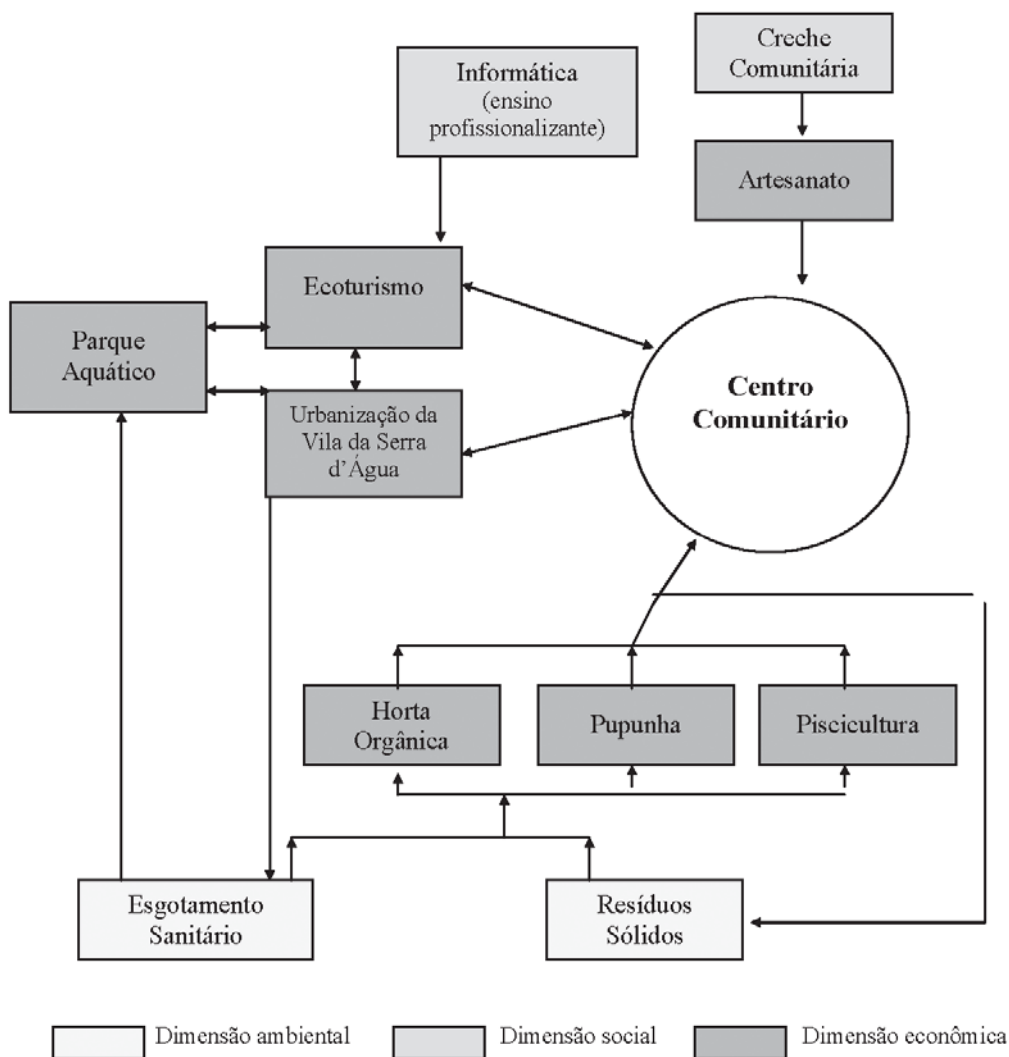 Creche
Comunitária
Informática
(ensino
profissionalizante)
Artesanato
Ecoturismo
Parque
Aquático
Centro
Comunitário
Urbanização da
Vila da Serra
d'Água
Horta
Orgânica
Pupunha
Piscicultura
Esgotamento
Sanitário
Resíduos
Sólidos
Dimensão ambiental
Dimensão social
Dimensão econômica